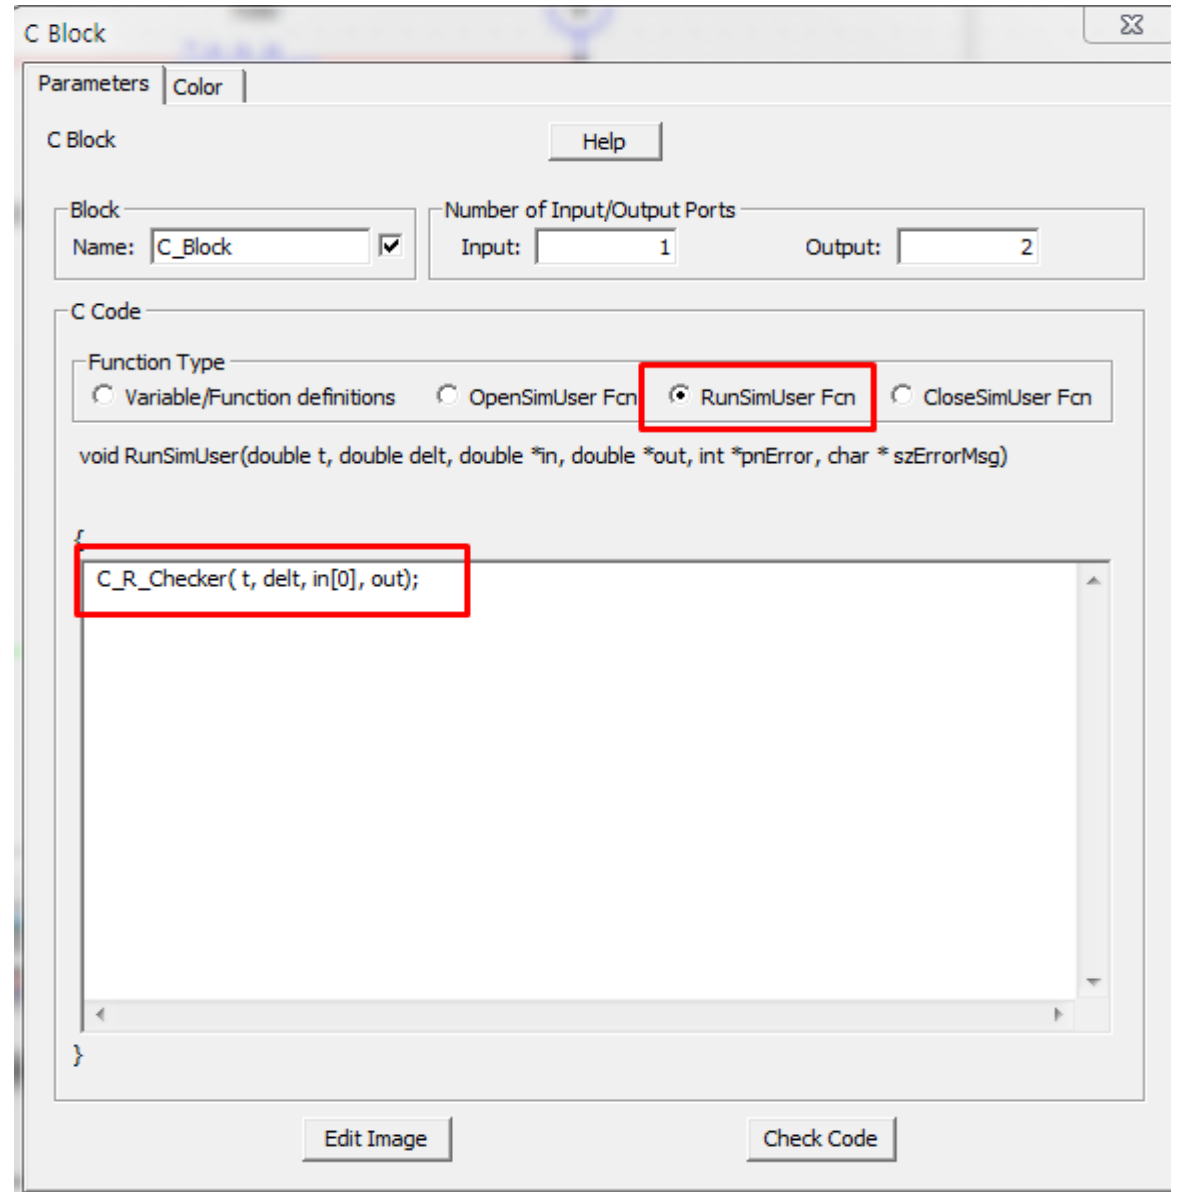 C Block
Parameters Color
C Block Help
Block Number of Input/Output Ports
Name: C_Block Input: 1 Output: 2
C Code
Function Type
Variable/Function definitions OpenSimUser Fcn RunSimUser Fcn CloseSimUser Fcn
void RunSimUser(double t, double delt, double *in, double *out, int *pnError, char * szErrorMsg)
{
C_R_Checker( t, delt, in[0], out);
}
Edit Image Check Code